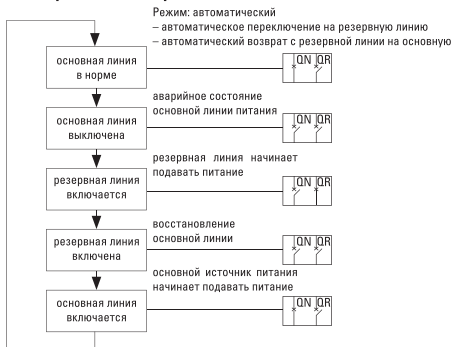 Режим: автоматический
– автоматическое переключение на резервную линию
– автоматический возврат с резервной линии на основную
основная линия
в норме
QN QR
аварийное состояние
основной линии питания
основная линия
выключена
QN QR
резервная линия начинает
подавать питание
резервная линия
включается
QN QR
восстановление
основной линии
резервная линия
включена
QN QR
основной источник питания
начинает подавать питание
основная линия
включается
QN QR